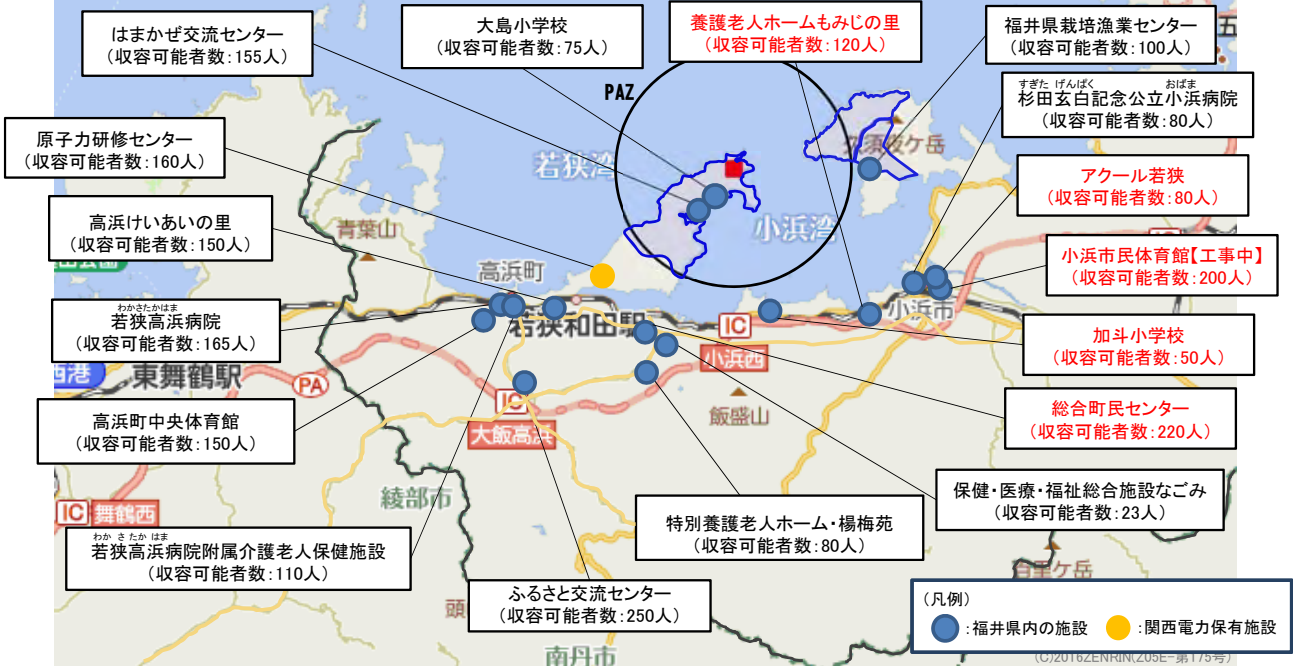 はまかぜ交流センター
(収容可能者数:155人)
大島小学校
(収容可能者数:75人)
養護老人ホームもみじの里
(収容可能者数:120人)
福井県栽培漁業センター
(収容可能者数:100人)
五
すぎた げんぱく おばま
杉田玄白記念公立小浜病院
(収容可能者数:80人)
PAZ
原子力研修センター
(収容可能者数:160人)
若狭湾
アクール若狭
(収容可能者数:80人)
高浜けいあいの里
(収容可能者数:150人)
青葉山
小浜湾
小浜市民体育館【工事中】
(収容可能者数:200人)
高浜町
小浜市
わかさたかはま
若狭高浜病院
(収容可能者数:165人)
若狭和田駅
IC
小浜西
加斗小学校
(収容可能者数:50人)
西港
東舞鶴駅
PA
高浜町中央体育館
(収容可能者数:150人)
IC
大飯高浜
飯盛山
総合町民センター
(収容可能者数:220人)
綾部市
IC
舞鶴西
保健・医療・福祉総合施設なごみ
(収容可能者数:23人)
特別養護老人ホーム・楊梅苑
(収容可能者数:80人)
わかさたかはま
若狭高浜病院附属介護老人保健施設
(収容可能者数:110人)
ふるさと交流センター
(収容可能者数:250人)
頭
百里ケ岳
南丹市
(凡例)
:福井県内の施設
:関西電力保有施設
(C)2016ZENRIN(Z05E-第175号)